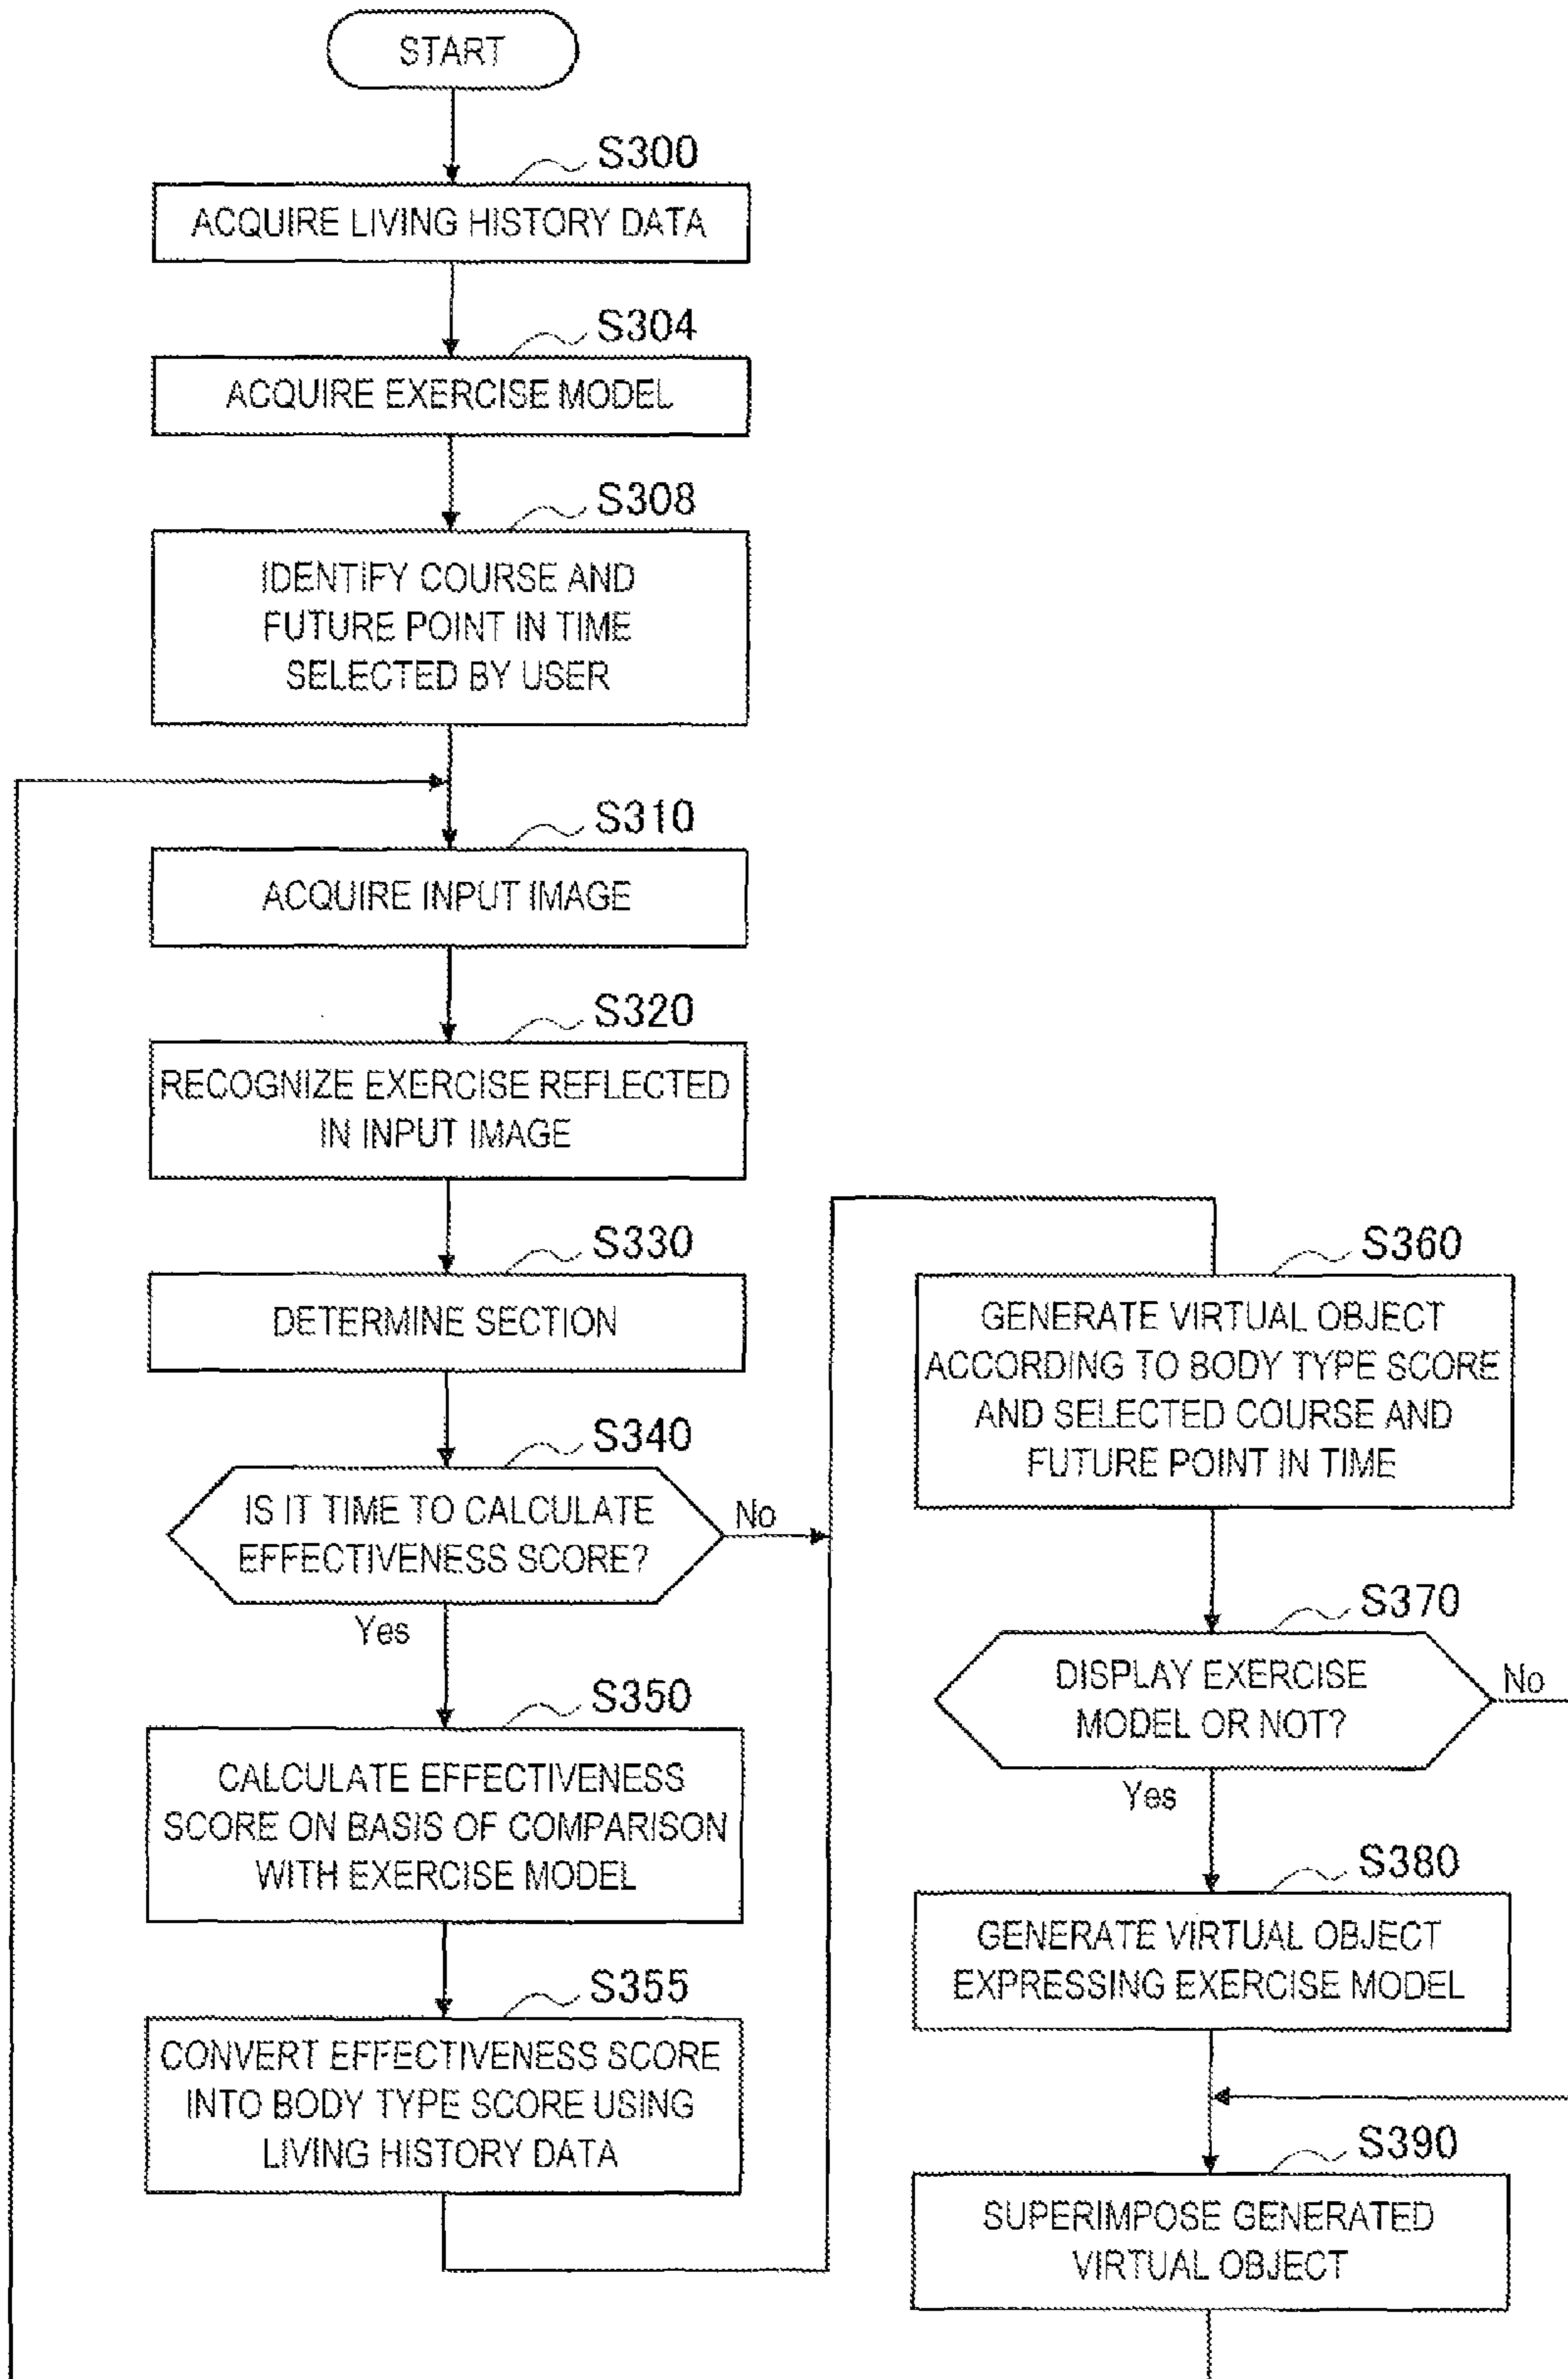 START
S300
ACQUIRE LIVING HISTORY DATA
S304
ACQUIRE EXERCISE MODEL
S308
IDENTIFY COURSE AND
FUTURE POINT IN TIME
SELECTED BY USER
S310
ACQUIRE INPUT IMAGE
S320
RECOGNIZE EXERCISE REFLECTED
IN INPUT IMAGE
S330
DETERMINE SECTION
S340
IS IT TIME TO CALCULATE
EFFECTIVENESS SCORE?
No
Yes
S350
CALCULATE EFFECTIVENESS
SCORE ON BASIS OF COMPARISON
WITH EXERCISE MODEL
S355
CONVERT EFFECTIVENESS SCORE
INTO BODY TYPE SCORE USING
LIVING HISTORY DATA
S360
GENERATE VIRTUAL OBJECT
ACCORDING TO BODY TYPE SCORE
AND SELECTED COURSE AND
FUTURE POINT IN TIME
S370
DISPLAY EXERCISE
MODEL OR NOT?
No
Yes
S380
GENERATE VIRTUAL OBJECT
EXPRESSING EXERCISE MODEL
S390
SUPERIMPOSE GENERATED
VIRTUAL OBJECT